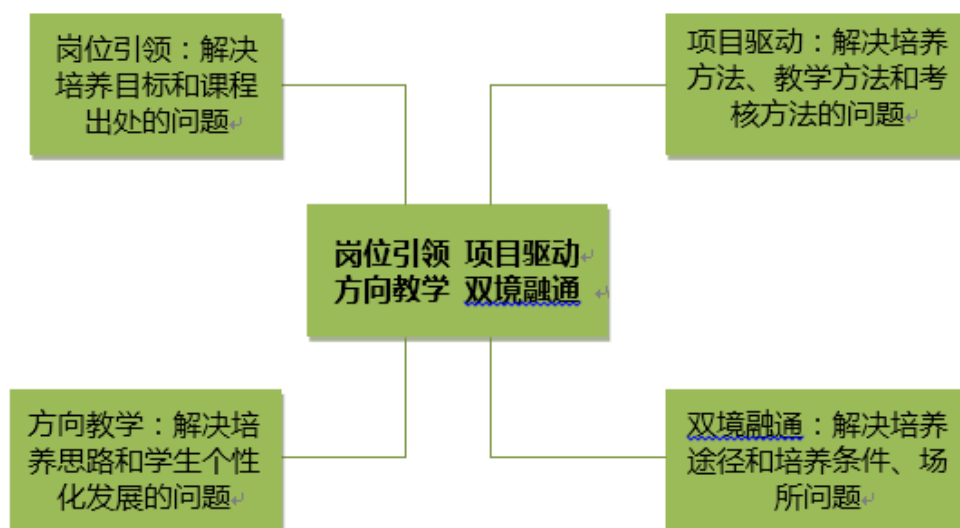 岗位引领：解决
培养目标和课程
出处的问题
项目驱动：解决培养
方法、教学方法和考
核方法的问题
岗位引领 项目驱动
方向教学 双境融通
方向教学：解决培
养思路和学生个性
化发展的问题
双境融通：解决培养
途径和培养条件、场
所问题